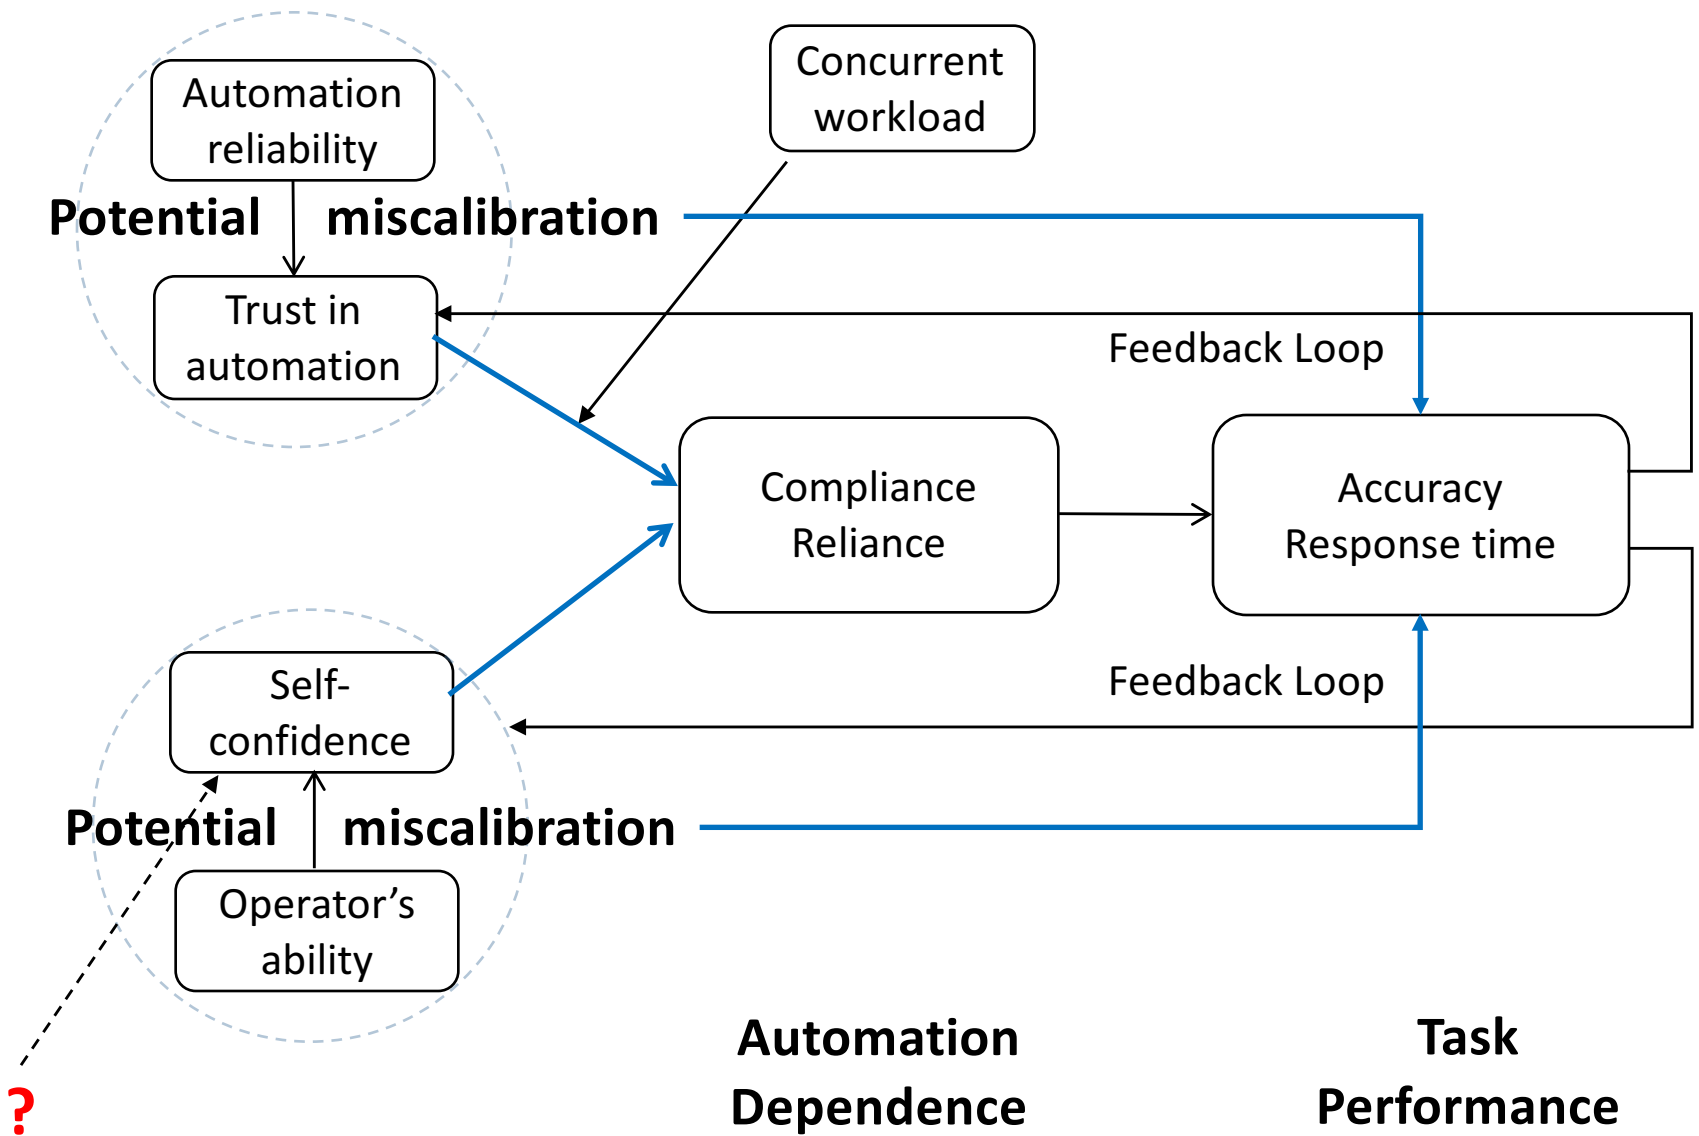 Automation
reliability
Potential miscalibration
Trust in
automation
Concurrent
workload
Feedback Loop
Compliance
Reliance
Accuracy
Response time
Feedback Loop
Self-
confidence
Potential miscalibration
Operator’s
ability
?
Automation
Dependence
Task
Performance